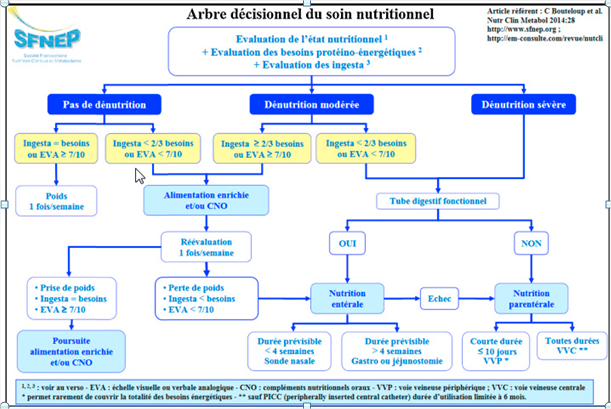 Arbre décisionnel du soin nutritionnel
Article référent : C Bouteloup et al.
Nutr Clin Metabol 2014:28
http://www.sfnep.org ;
http://em-consulte.com/revue/nutcli
SFNEP
Société Francophone
Nutrition Clinique et Métabolisme
Evaluation de l'état nutritionnel 1
+ Evaluation des besoins protéino-énergétiques 2
+ Evaluation des ingesta 3
Pas de dénutrition
Dénutrition modérée
Dénutrition sévère
Ingesta = besoins
ou EVA ≥ 7/10
Ingesta < 2/3 besoins
ou EVA < 7/10
Ingesta ≥ 2/3 besoins
ou EVA ≥ 7/10
Ingesta < 2/3 besoins
ou EVA < 7/10
Poids
1 fois/semaine
Alimentation enrichie
et/ou CNO
Tube digestif fonctionnel
Réévaluation
1 fois/semaine
OUI
NON
• Prise de poids
• Ingesta = besoins
• EVA ≥ 7/10
• Perte de poids
• Ingesta < besoins
• EVA < 7/10
Nutrition
entérale
Echec
Nutrition
parentérale
Poursuite
alimentation enrichie
et/ou CNO
Durée prévisible
< 4 semaines
Sonde nasale
Durée prévisible
> 4 semaines
Gastro ou jéjunostomie
Courte durée
≤ 10 jours
VVP *
Toutes durées
VVC **
1, 2, 3 : voir au verso - EVA : échelle visuelle ou verbale analogique - CNO : compléments nutritionnels oraux - VVP : voie veineuse périphérique ; VVC : voie veineuse centrale
* permet rarement de couvrir la totalité des besoins énergétiques - ** sauf PICC (peripherally inserted central catheter) durée d'utilisation limitée à 6 mois.